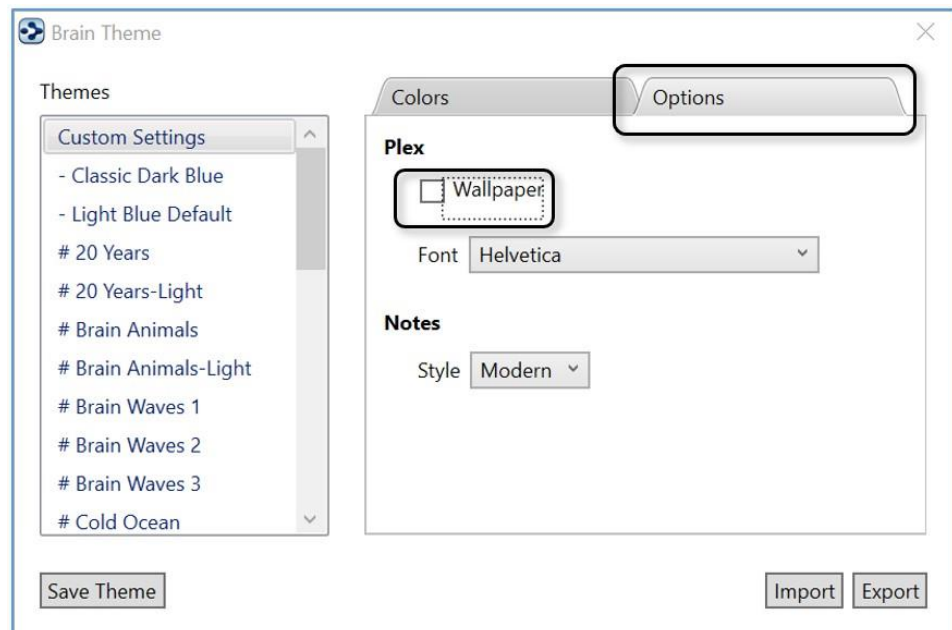 Brain Theme
Themes
Custom Settings
- Classic Dark Blue
- Light Blue Default
# 20 Years
# 20 Years-Light
# Brain Animals
# Brain Animals-Light
# Brain Waves 1
# Brain Waves 2
# Brain Waves 3
# Cold Ocean
Colors
Options
Plex
Wallpaper
Font Helvetica
Notes
Style Modern
Save Theme
Import
Export